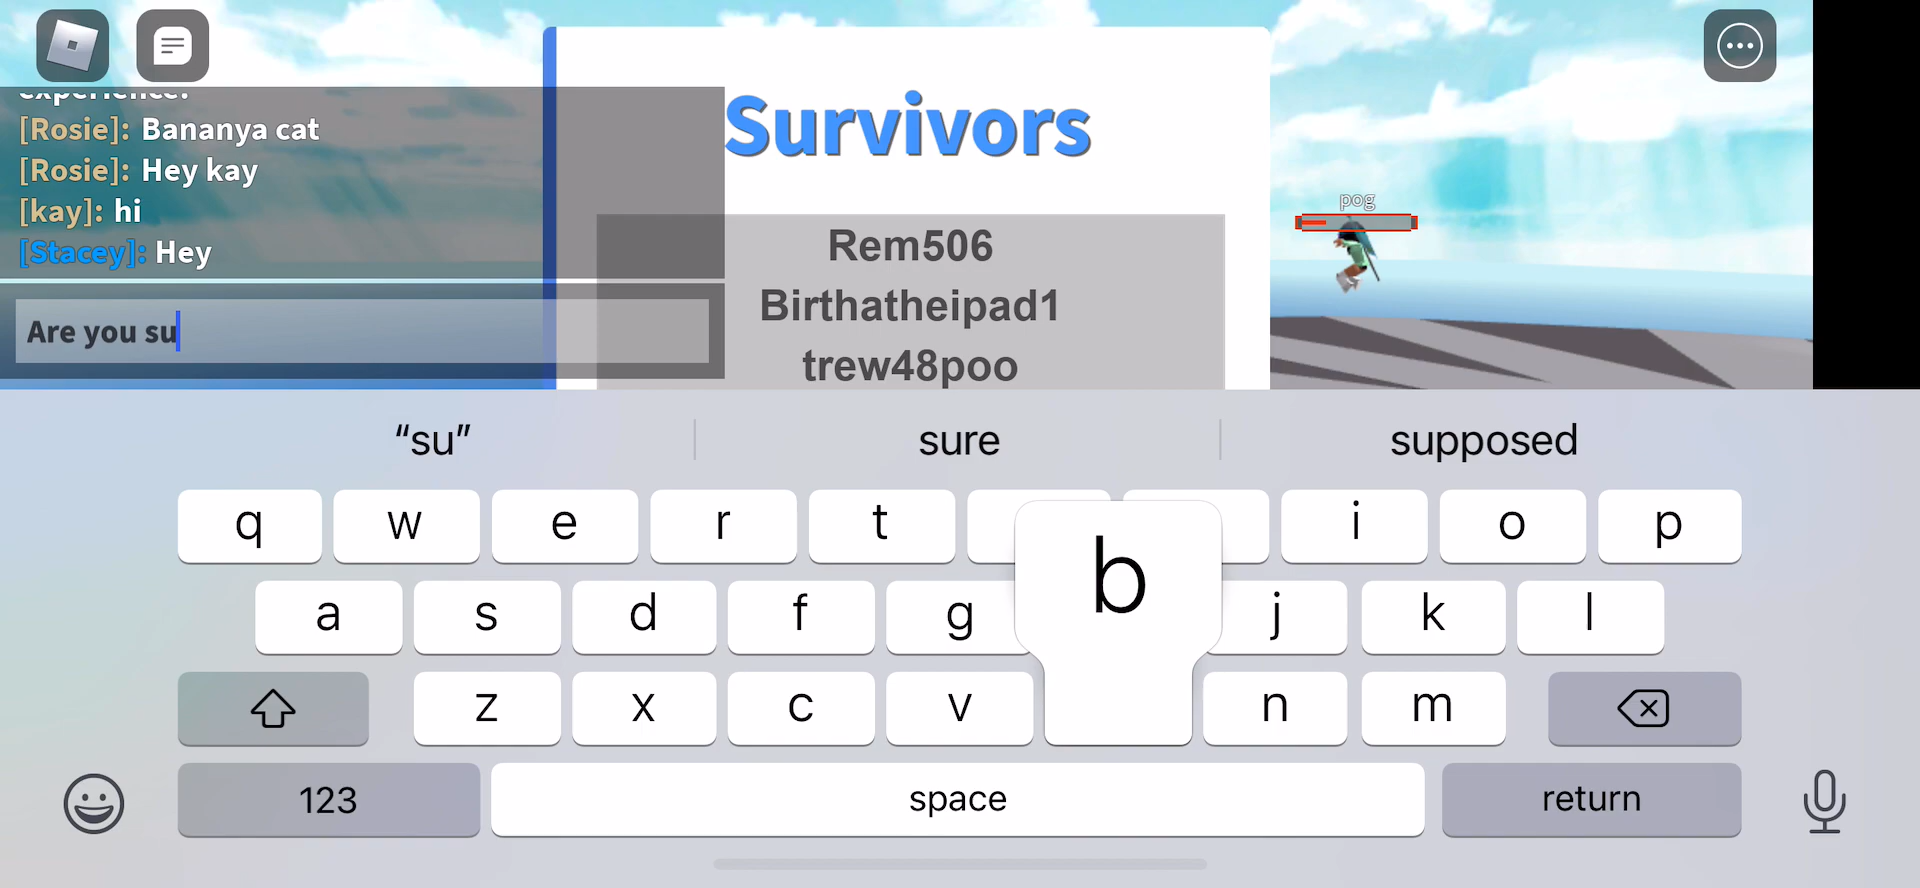 experience.
[Rosie]: Bananya cat
[Rosie]: Hey kay
[kay]: hi
[Stacey]: Hey
Are you su
Survivors
Rem506
Birthatheipad1
trew48poo
pog
“su” sure supposed
q w e r t i o p
a s d f g j k l
b
z x c v n m
123 space return